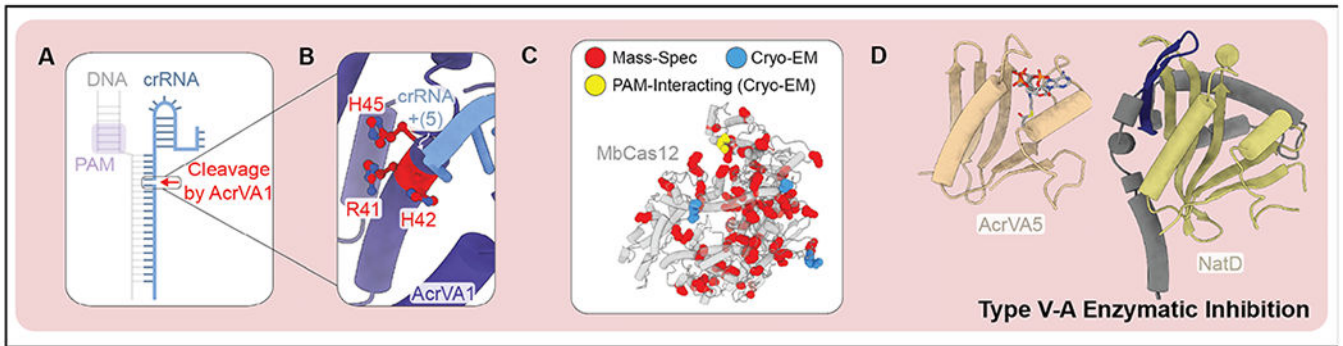 A
DNA
crRNA
PAM
Cleavage
by AcrVA1
B
H45
crRNA
+(5)
R41
H42
AcrVA1
C
Mass-Spec
Cryo-EM
PAM-Interacting (Cryo-EM)
MbCas12
D
AcrVA5
NatD
Type V-A Enzymatic Inhibition